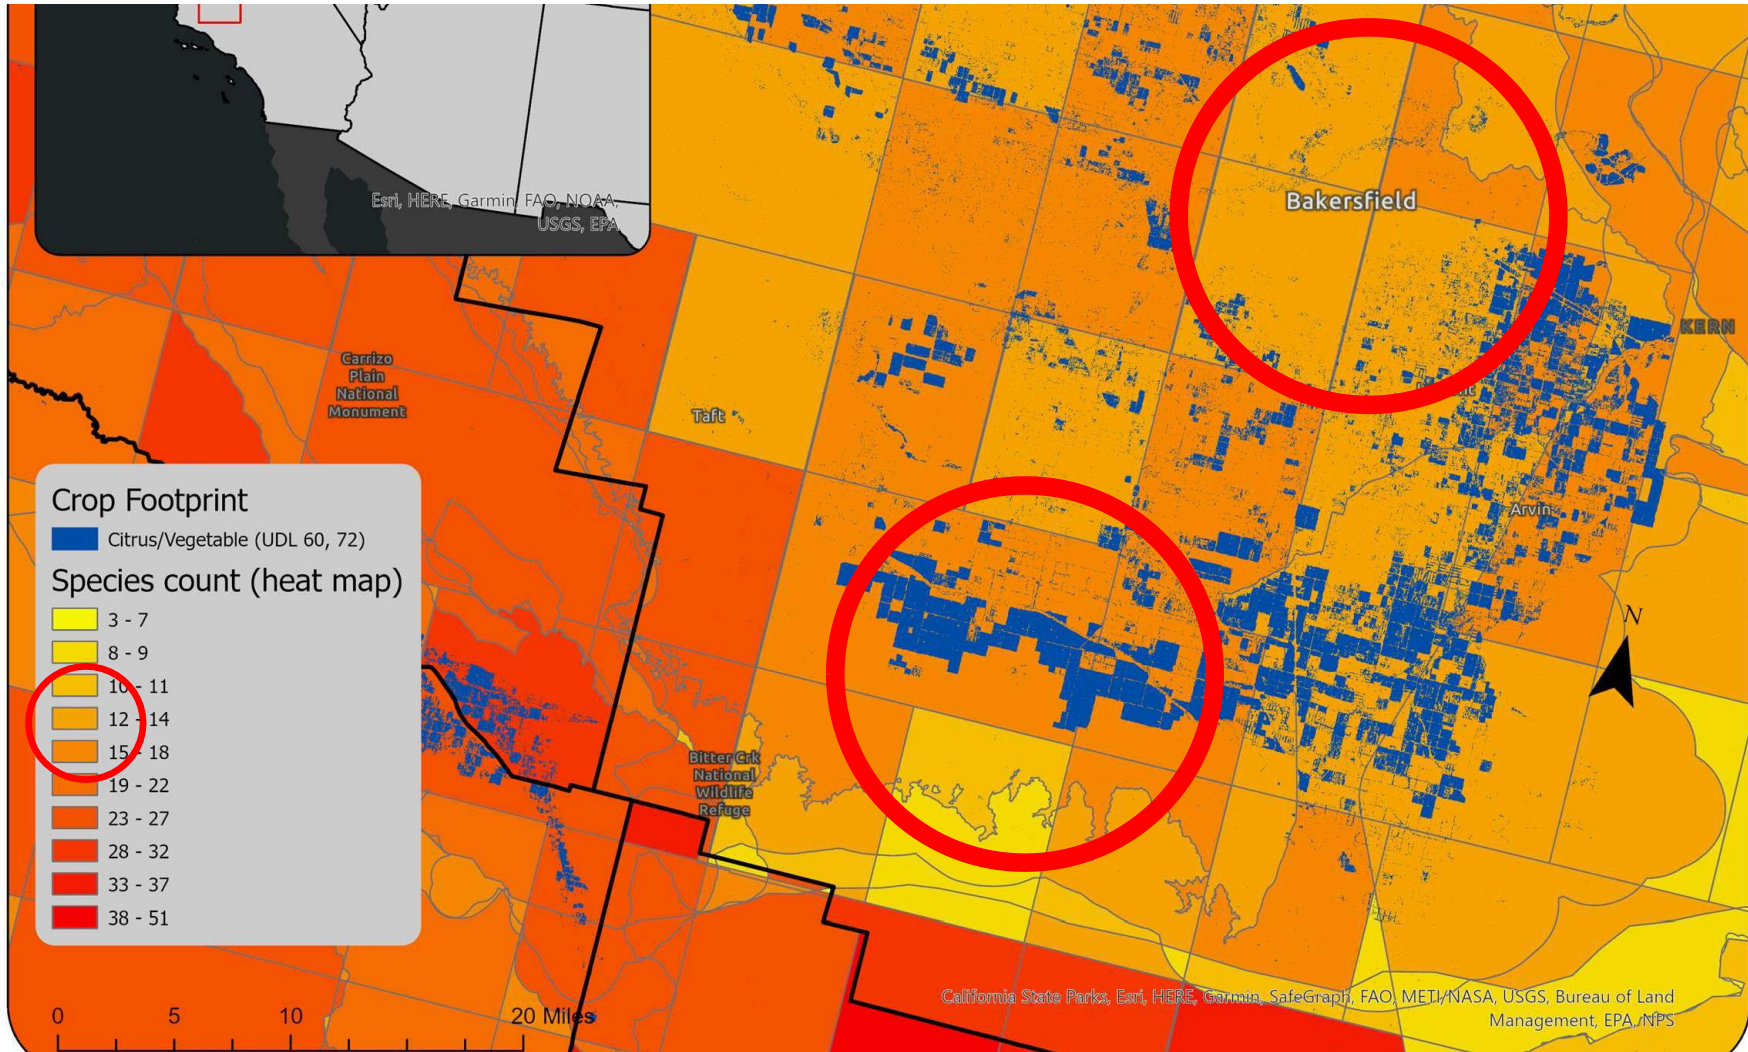 Esri, HERE, Garmin, FAO, NOAA,
USGS, EPA
Bakersfield
KERN
Carrizo
Plain
National
Monument
Taft
Arvin
N
Bitter Crk
National
Wildlife
Refuge
Crop Footprint
Citrus/Vegetable (UDL 60, 72)
Species count (heat map)
3 - 7
8 - 9
10 - 11
12 - 14
15 - 18
19 - 22
23 - 27
28 - 32
33 - 37
38 - 51
0 5 10 20 Miles
California State Parks, Esri, HERE, Garmin, SafeGraph, FAO, METI/NASA, USGS, Bureau of Land
Management, EPA, NPS